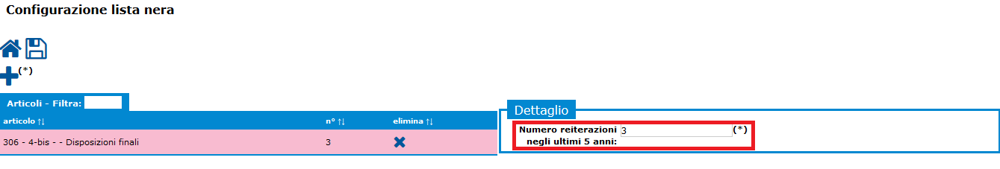 Configurazione lista nera
(*)
Articoli - Filtra:
articolo ↑↓ n° ↑↓ elimina ↑↓
306 - 4-bis - - Disposizioni finali 3
Dettaglio
Numero reiterazioni 3 (*)
negli ultimi 5 anni: